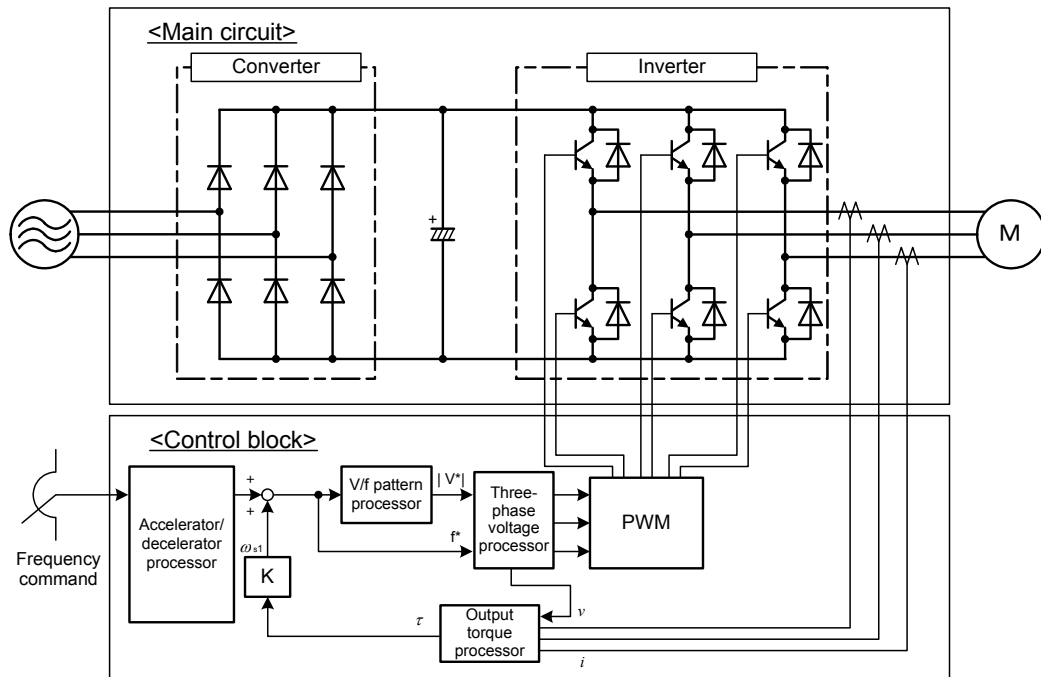 <Main circuit>
Converter
Inverter
+
M
<Control block>
+
+
ω s1
Accelerator/
decelerator
processor
Frequency
command
K
V/f pattern
processor
| V*|
f*
Three-
phase
voltage
processor
PWM
τ
Output
torque
processor
v
i